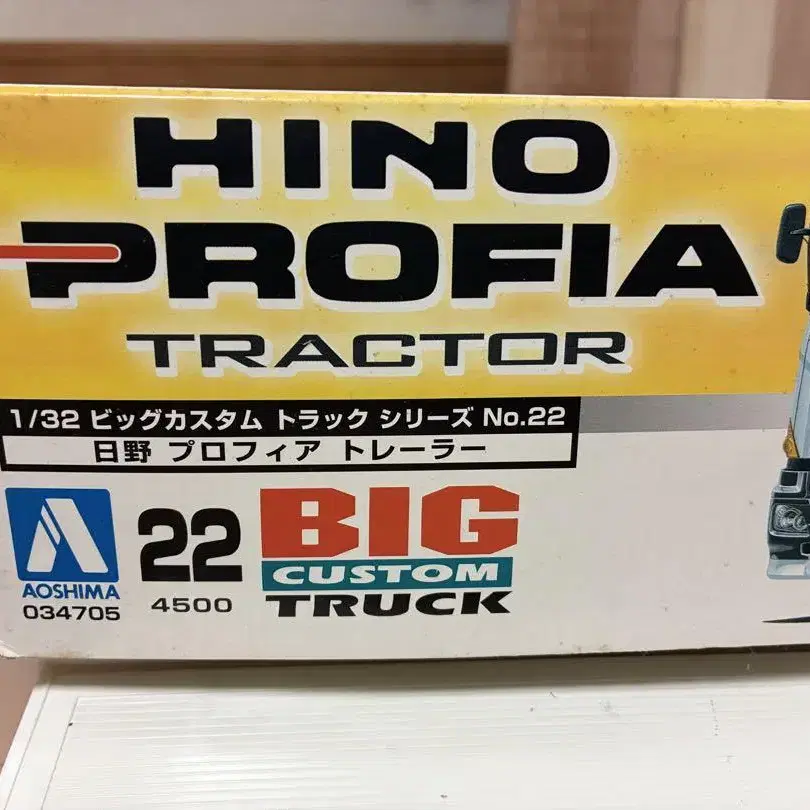 HINO
PROFIA
TRACTOR
1/32 ビッグカスタム トラック シリーズ No.22
日野 プロフィア トレーラー
AOSHIMA
034705
22
4500
BIG
CUSTOM
TRUCK